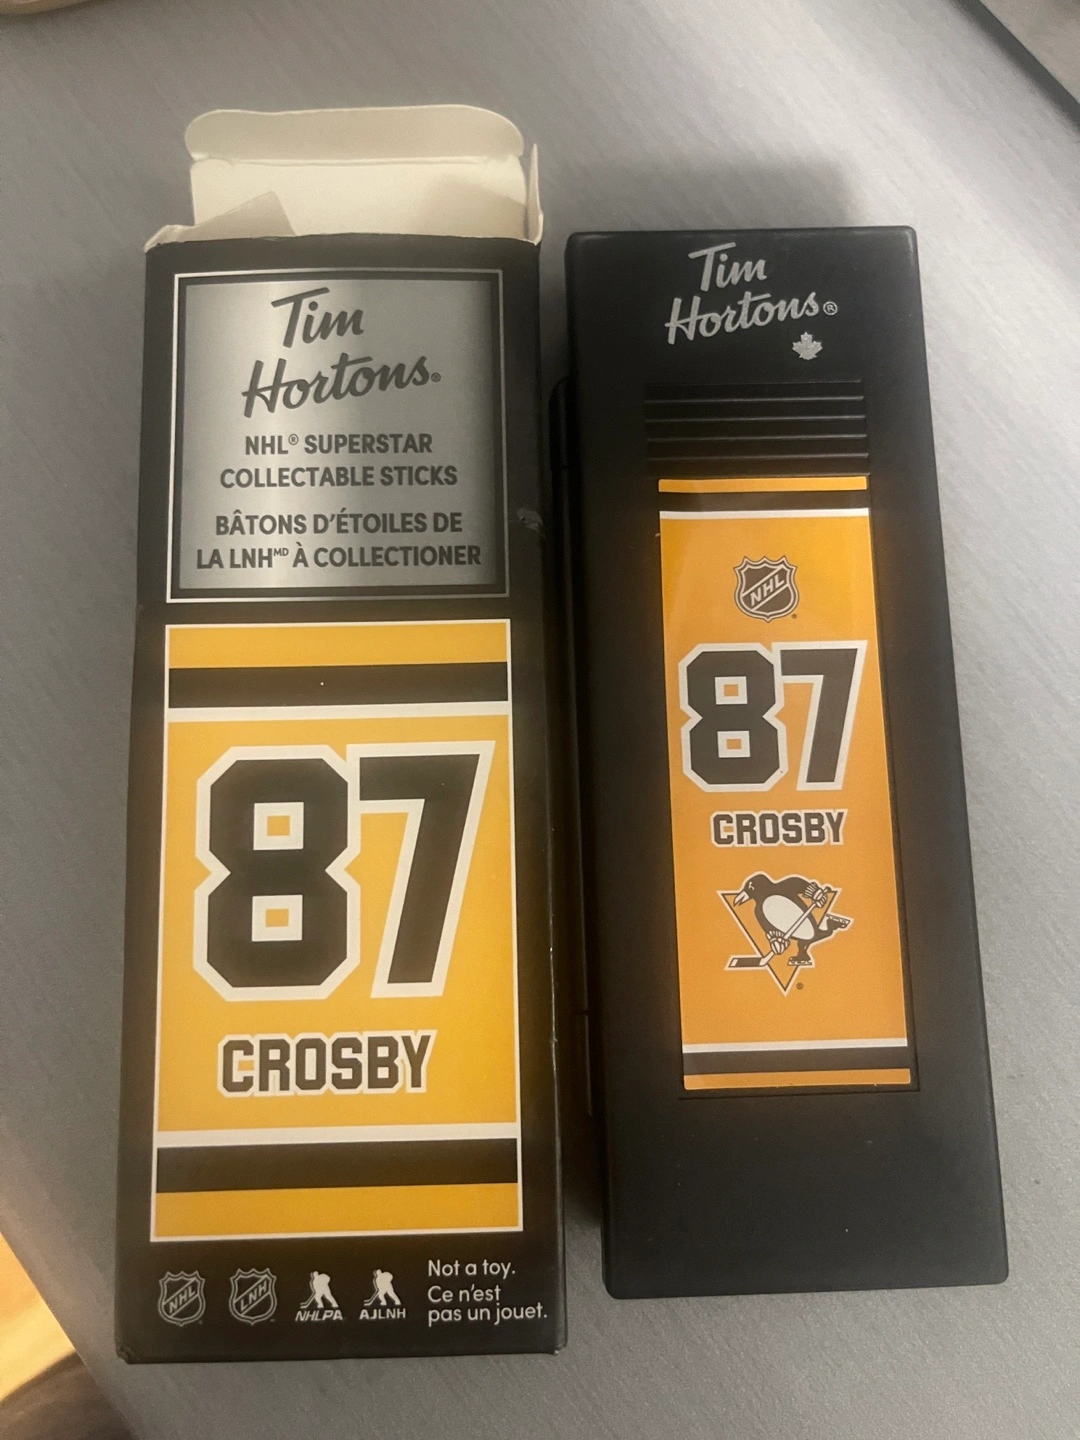 Tim
Hortons®
NHL® SUPERSTAR
COLLECTABLE STICKS
BÂTONS D'ÉTOILES DE
LA LNHᴹᴰ À COLLECTIONER
87
CROSBY
NHL
LNH
NHLPA
AJLNH
Not a toy.
Ce n'est
pas un jouet.
Tim
Hortons®
NHL
87
CROSBY